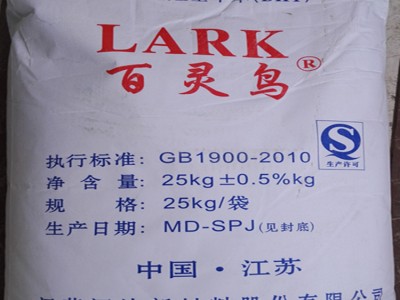 (BHT)
LARK®
百灵鸟
QS
生产许可
执行标准: GB1900-2010
净含量: 25kg±0.5%kg
规格: 25kg/袋
生产日期: MD-SPJ(见封底)
中国·江苏